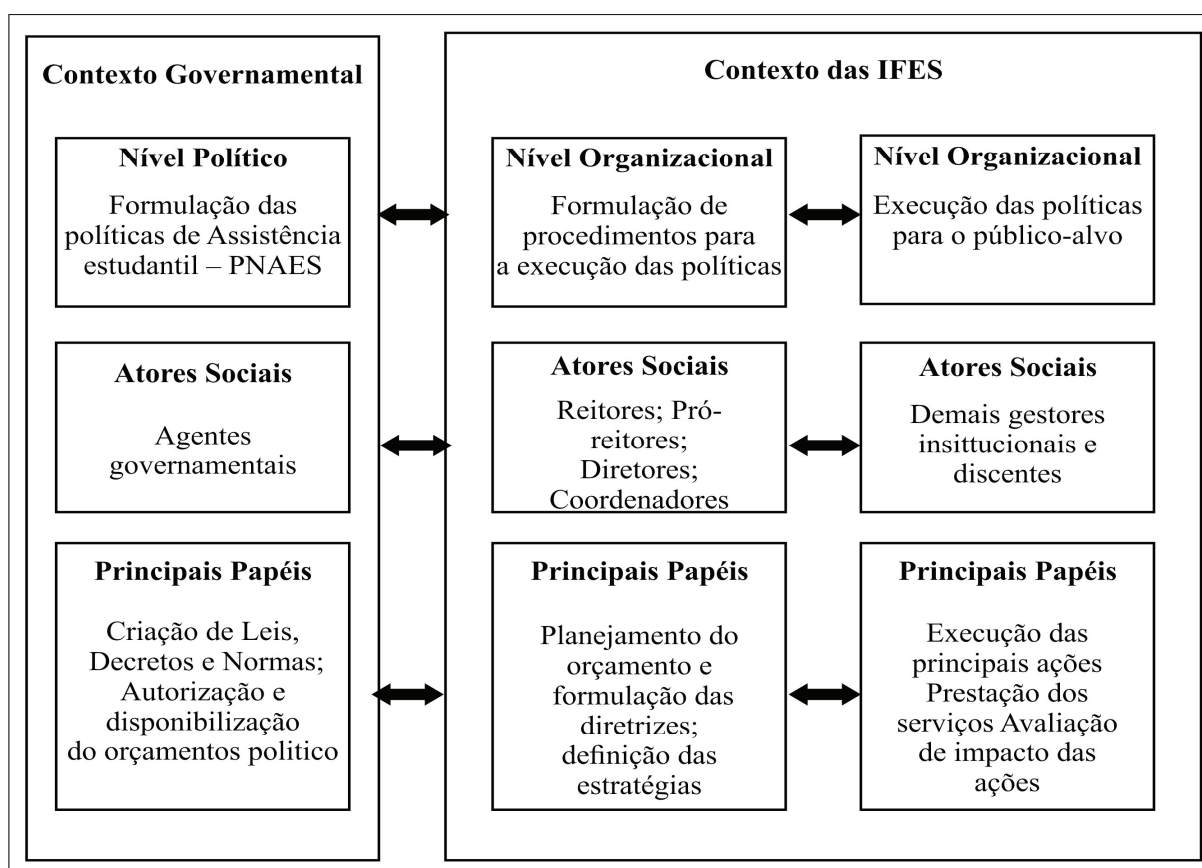 Contexto Governamental
Nível Político
Formulação das
políticas de Assistência
estudantil – PNAES
Atores Sociais
Agentes
governamentais
Principais Papéis
Criação de Leis,
Decretos e Normas;
Autorização e
disponibilização
do orçamentos politico
Contexto das IFES
Nível Organizacional
Formulação de
procedimentos para
a execução das políticas
Atores Sociais
Reitores; Pró-
reitores;
Diretores;
Coordenadores
Principais Papéis
Planejamento do
orçamento e
formulação das
diretrizes;
definição das
estratégias
Nível Organizacional
Execução das políticas
para o público-alvo
Atores Sociais
Demais gestores
insittucionais e
discentes
Principais Papéis
Execução das
principais ações
Prestação dos
serviços Avaliação
de impacto das
ações